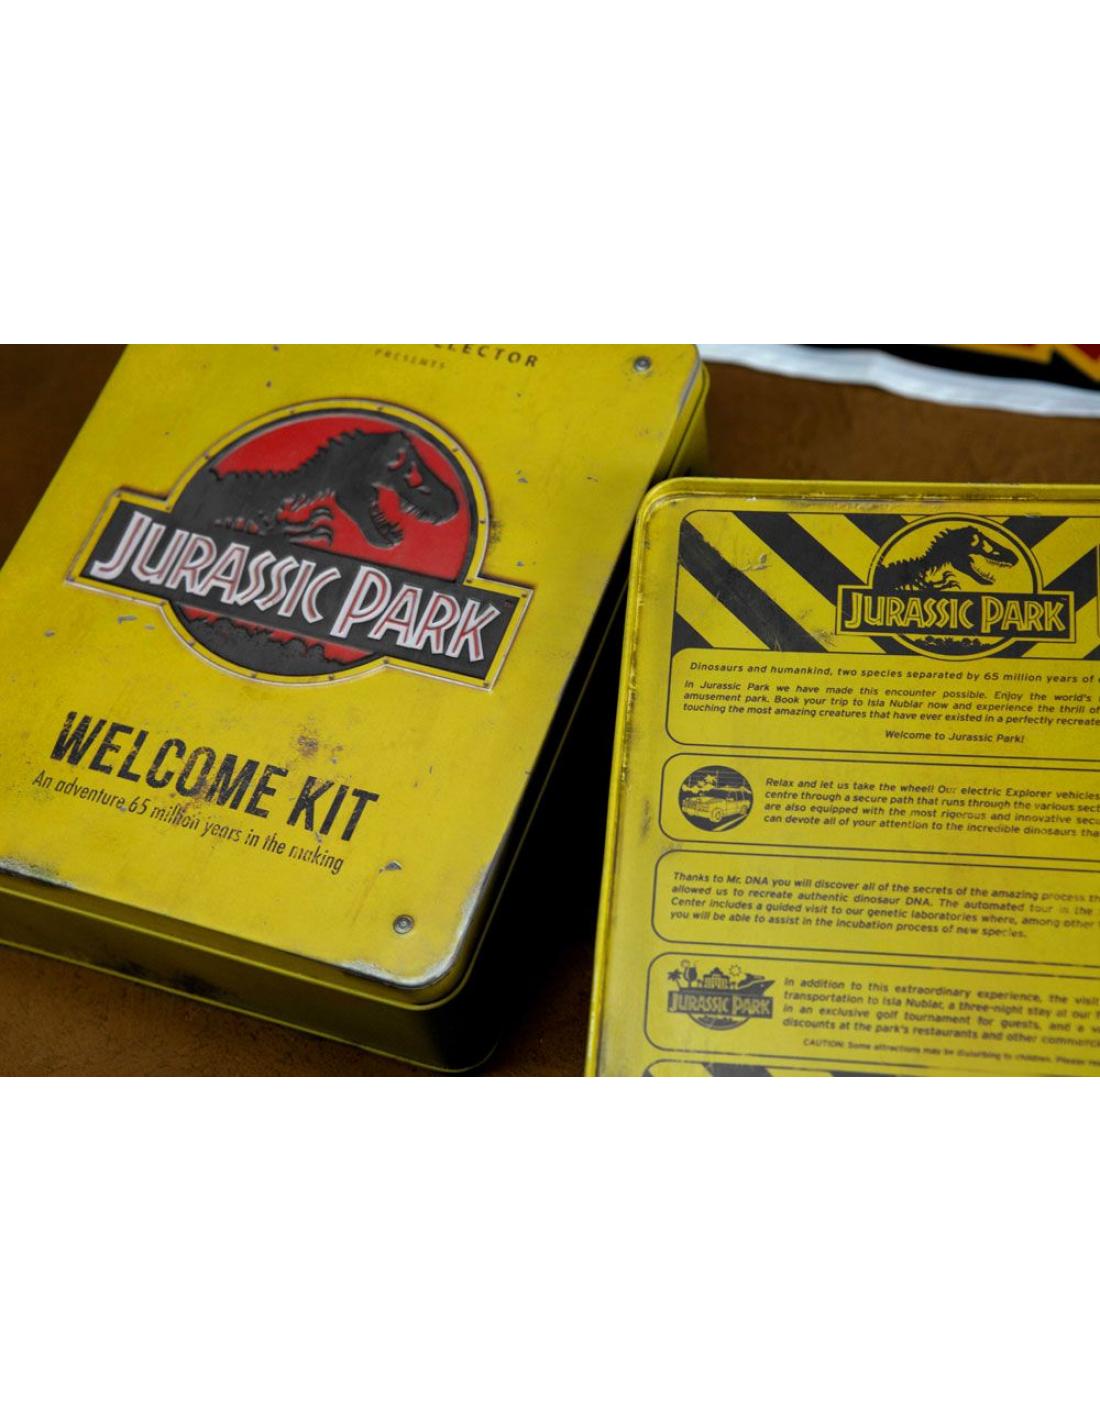 PRESENTS
JURASSIC PARK
WELCOME KIT
An adventure 65 million years in the making
JURASSIC PARK
Dinosaurs and humankind, two species separated by 65 million years of
In Jurassic Park we have made this encounter possible. Enjoy the world's
amusement park. Book your trip to Isla Nublar now and experience the thrill of
touching the most amazing creatures that have ever existed in a perfectly
Welcome to Jurassic Park!
Relax and let us take the wheel! Our electric Explorer vehicles
centre through a secure path that runs through the various
are also equipped with the most rigorous and innovative
can devote all of your attention to the incredible dinosaurs
Thanks to Mr. DNA you will discover all of the secrets of the amazing process
allowed us to recreate authentic dinosaur DNA. The automated tour in the
Center includes a guided visit to our genetic laboratories where, among other
you will be able to assist in the incubation process of new species.
JURASSIC PARK
In addition to this extraordinary experience, the
transportation to Isla Nublar, a three-night stay at our
in an exclusive golf tournament for guests, and a
discounts at the park's restaurants and other
CAUTION: Some attractions may be disturbing to children. Please